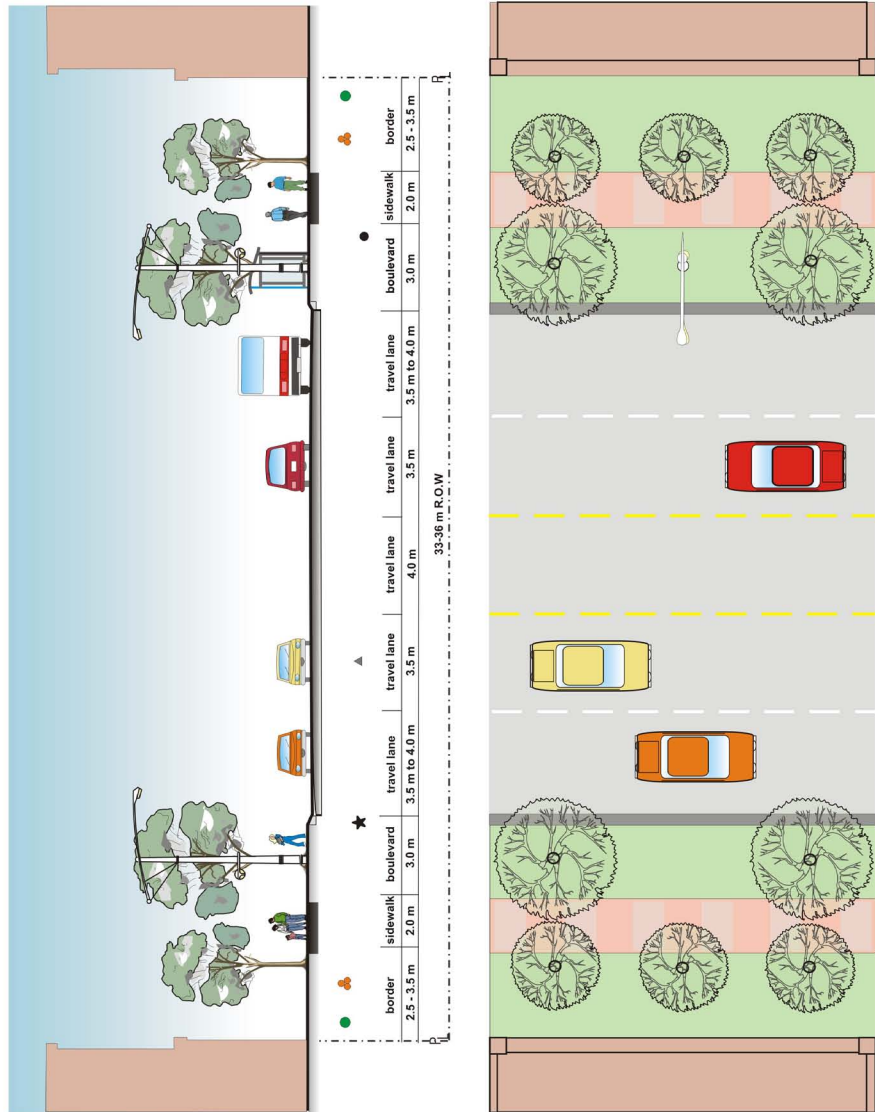 border sidewalk boulevard travel lane travel lane travel lane travel lane travel lane boulevard sidewalk border
2.5 - 3.5 m 2.0 m 3.0 m 3.5 m to 4.0 m 3.5 m 4.0 m 3.5 m 3.5 m to 4.0 m 3.0 m 2.0 m 2.5 - 3.5 m
33-36 m R.O.W